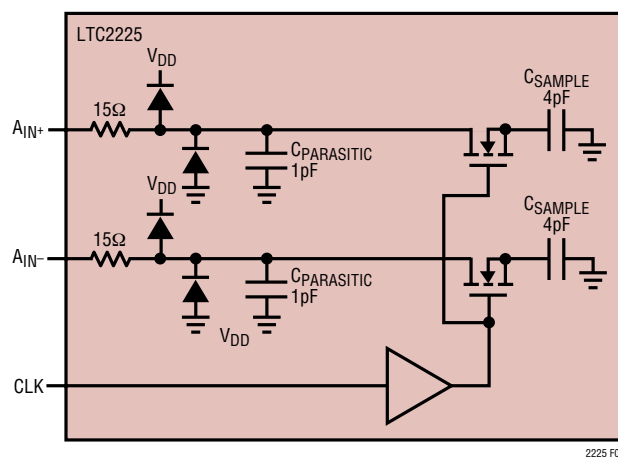 LTC2225
VDD
CSAMPLE
4pF
15Ω
AIN+
CPARASITIC
1pF
VDD
CSAMPLE
4pF
15Ω
AIN–
CPARASITIC
1pF
VDD
CLK